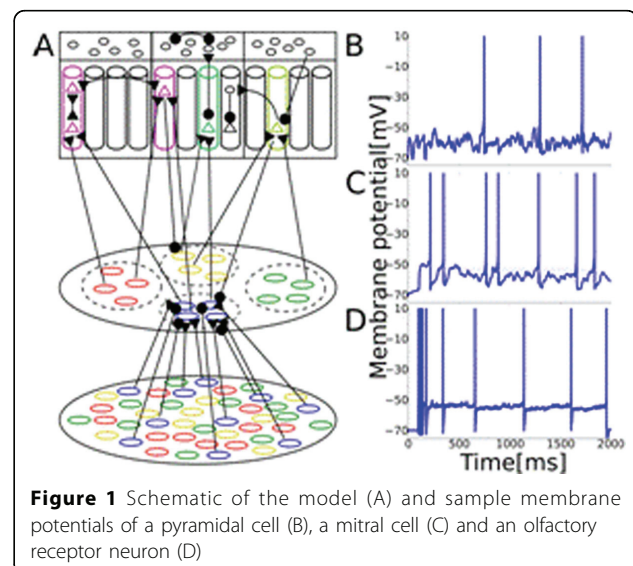 A
B
10
−10
−30
−50
−70
C
10
−10
−30
−50
−70
D
10
−10
−30
−50
−70
Membrane potential[mV]
0 500 1000 1500 2000
Time[ms]
Figure 1 Schematic of the model (A) and sample membrane
potentials of a pyramidal cell (B), a mitral cell (C) and an olfactory
receptor neuron (D)